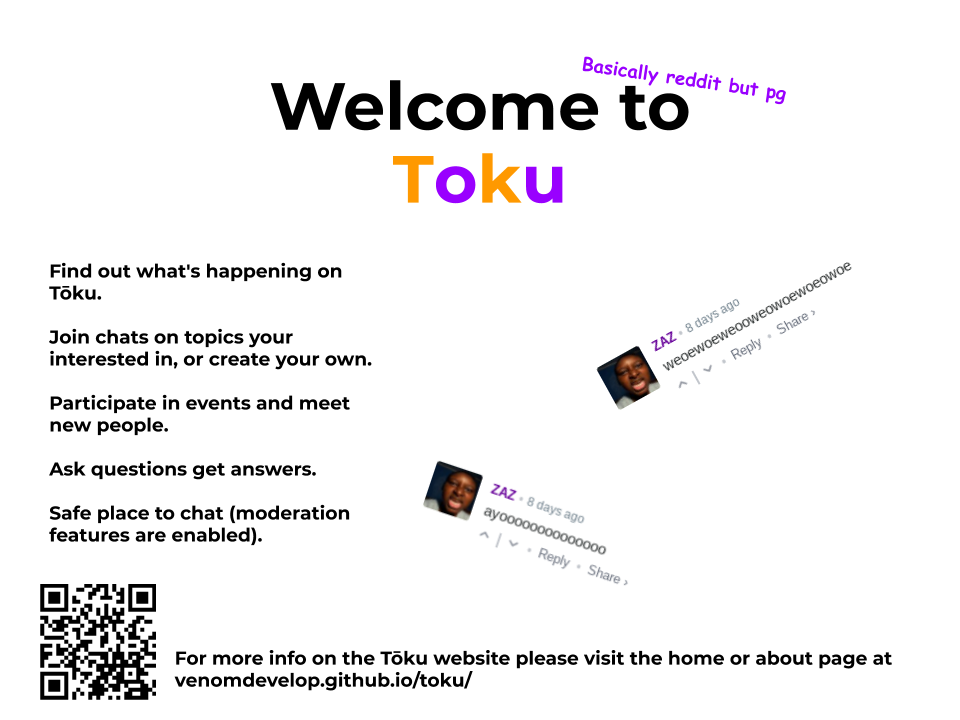 Basically reddit but pg
Welcome to
Toku
Find out what's happening on
Tōku.
Join chats on topics your
interested in, or create your own.
Participate in events and meet
new people.
Ask questions get answers.
Safe place to chat (moderation
features are enabled).
ZAZ • 8 days ago
weoewoeweooweowoewoeowoe
• Reply • Share ›
ZAZ • 8 days ago
ayoooooooooooooo
• Reply • Share ›
For more info on the Tōku website please visit the home or about page at
venomdevelop.github.io/toku/